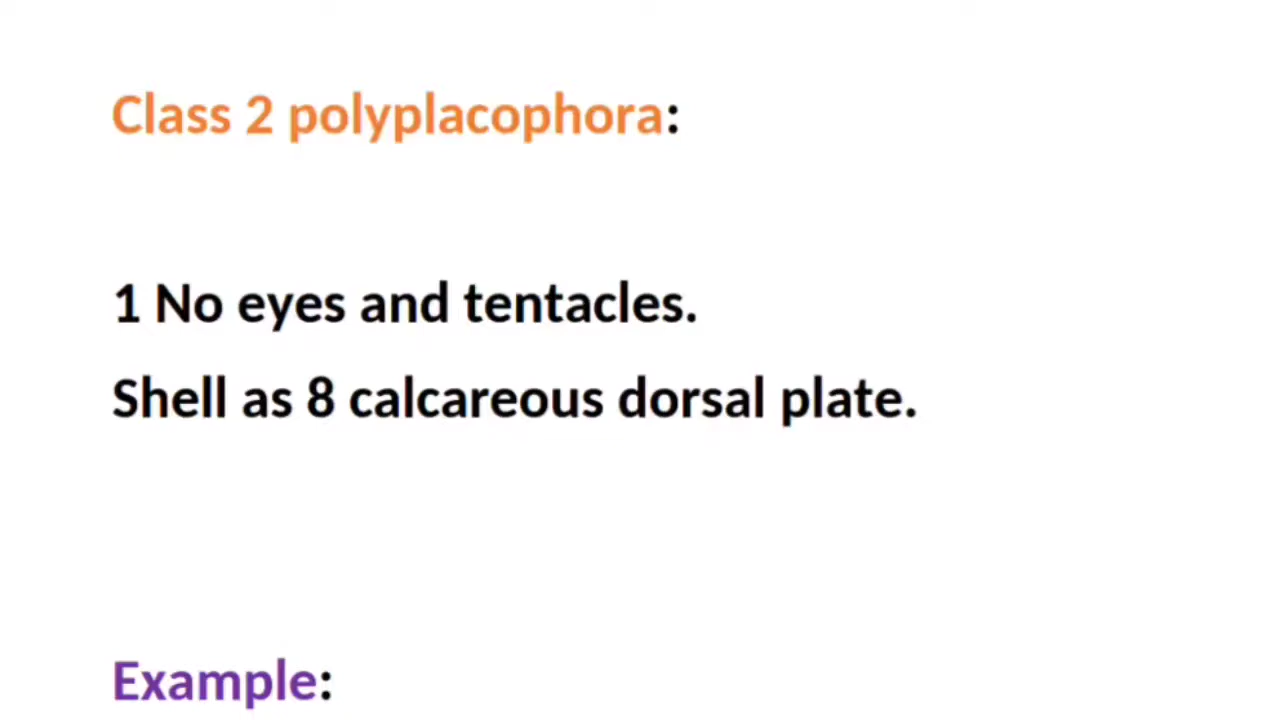 Class 2 polyplacophora:
1 No eyes and tentacles.
Shell as 8 calcareous dorsal plate.
Example: